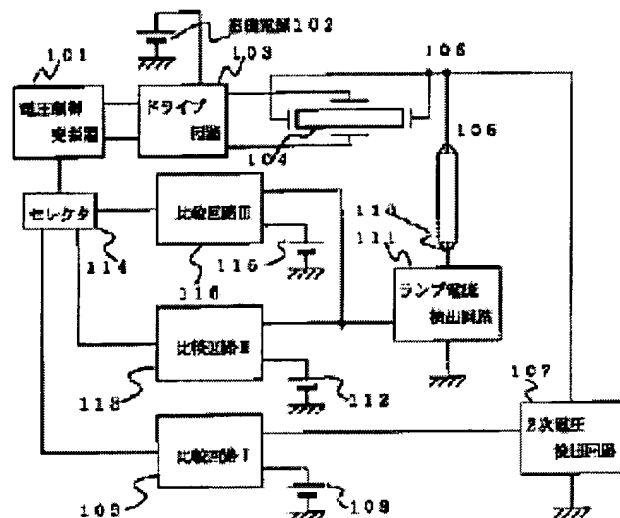 101
102
103
電圧制御
発振器
ドライブ
回路
104
106
セレクタ
114
比較回路Ⅲ
115
116
110
111
ランプ電流
検出回路
比較回路Ⅱ
112
107
2次電圧
検出回路
比較回路Ⅰ
109